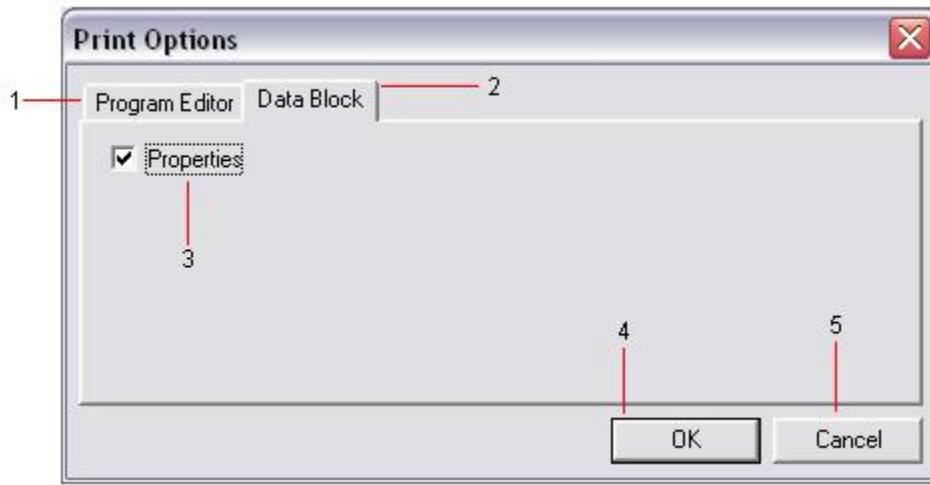 Print Options
1 Program Editor Data Block 2
Properties
3
4 5
OK Cancel